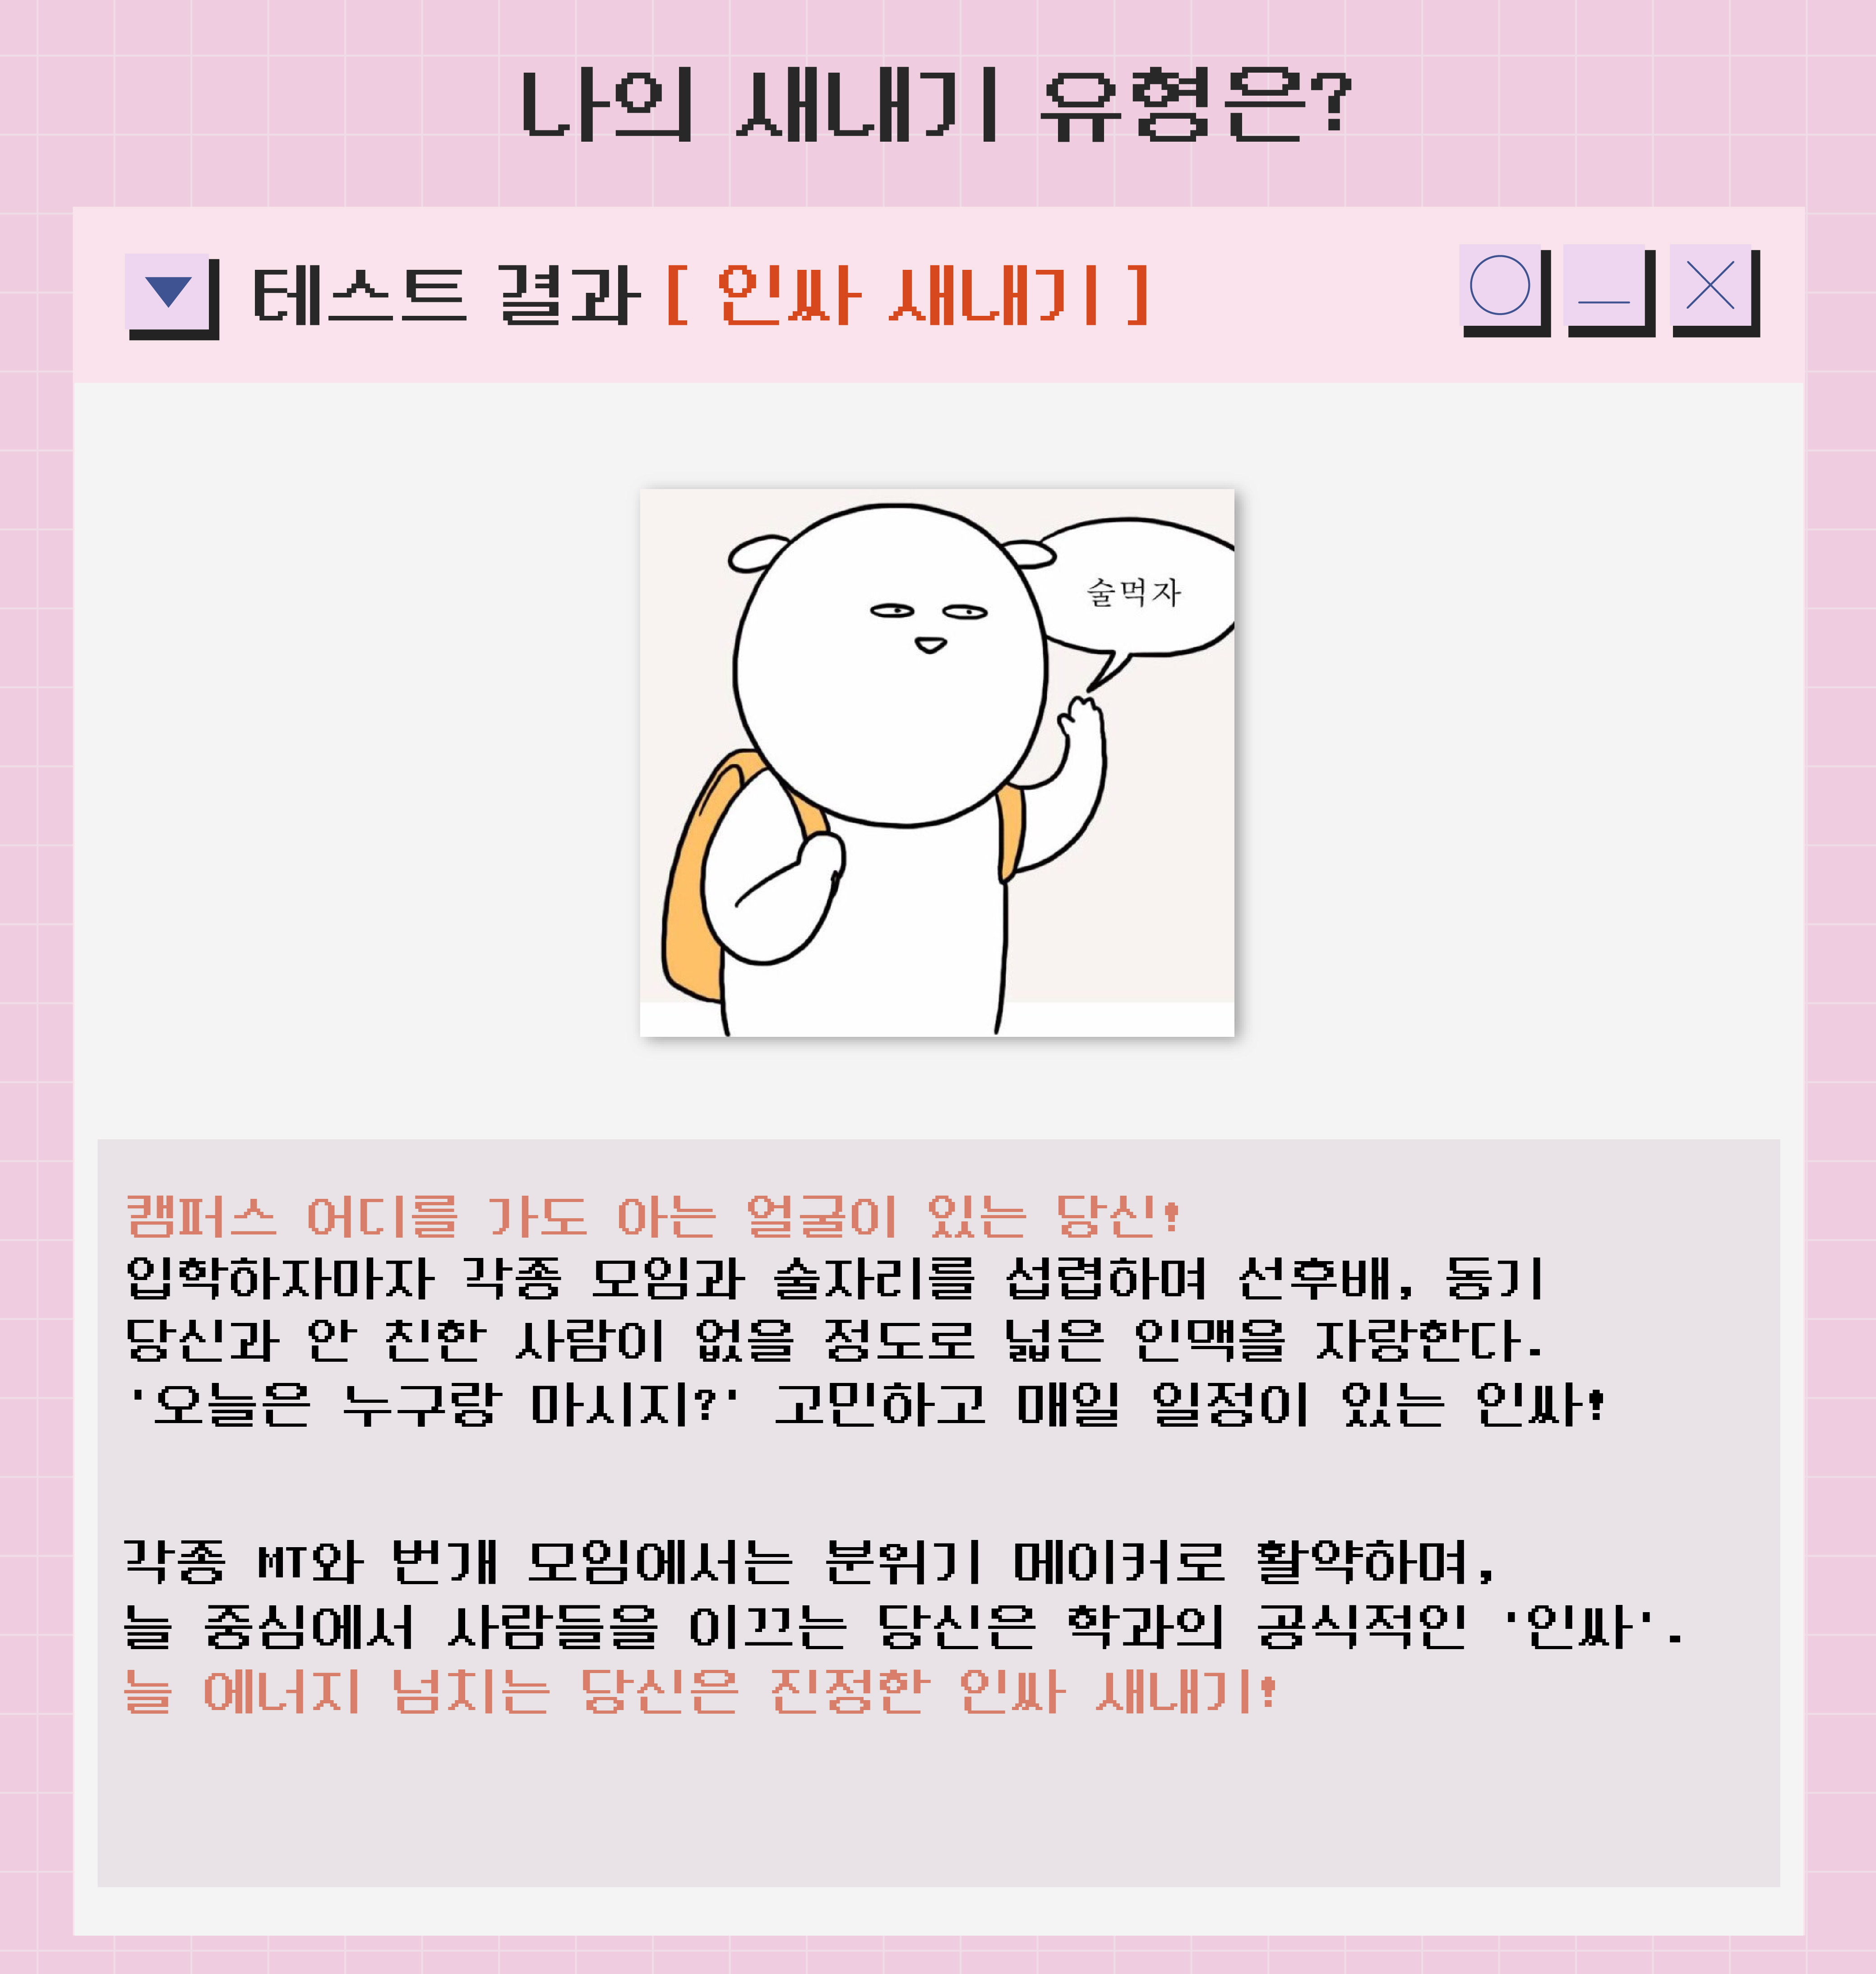 나의 새내기 유형은?
테스트 결과 [ 인싸 새내기 ]
술먹자
캠퍼스 어디를 가도 아는 얼굴이 있는 당신!
입학하자마자 각종 모임과 술자리를 섭렵하며 선후배, 동기
당신과 안 친한 사람이 없을 정도로 넓은 인맥을 자랑한다.
'오늘은 누구랑 마시지?' 고민하고 매일 일정이 있는 인싸!
각종 MT와 번개 모임에서는 분위기 메이커로 활약하며,
늘 중심에서 사람들을 이끄는 당신은 학과의 공식적인 '인싸'.
늘 에너지 넘치는 당신은 진정한 인싸 새내기!